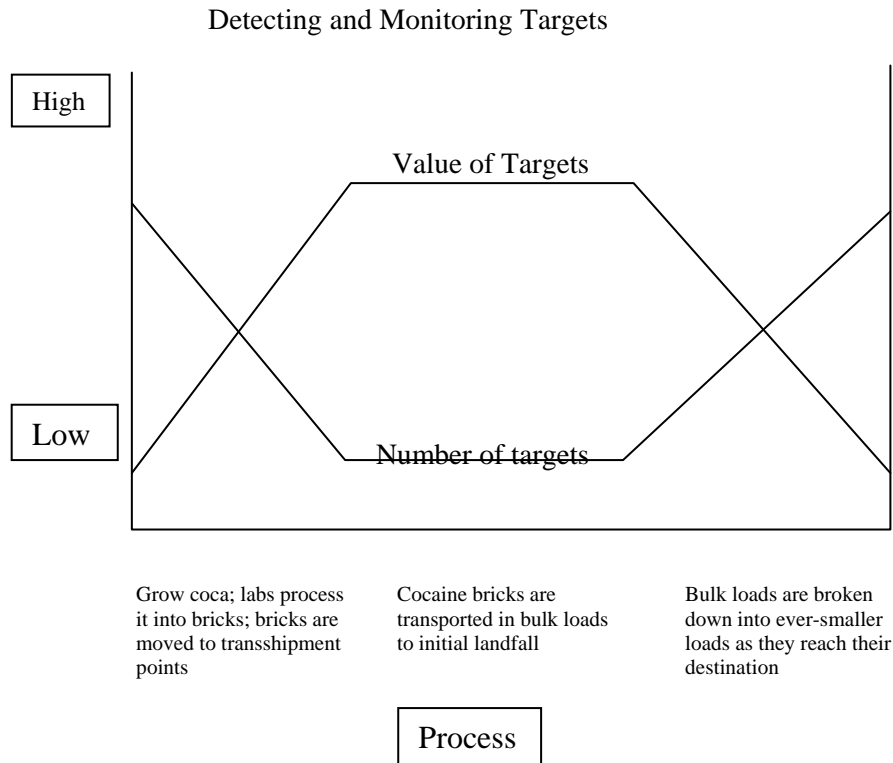 Detecting and Monitoring Targets
High
Value of Targets
Low
Number of targets
Grow coca; labs process
it into bricks; bricks are
moved to transshipment
points
Cocaine bricks are
transported in bulk loads
to initial landfall
Bulk loads are broken
down into ever-smaller
loads as they reach their
destination
Process